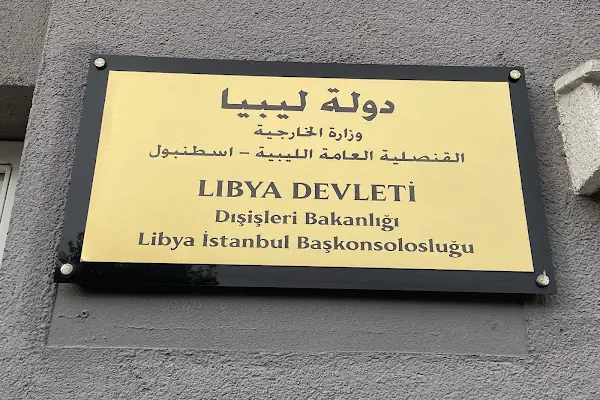 دولة ليبيا
وزارة الخارجية
القنصلية العامة الليبية - اسطنبول
LIBYA DEVLETİ
Dışişleri Bakanlığı
Libya İstanbul Başkonsolosluğu